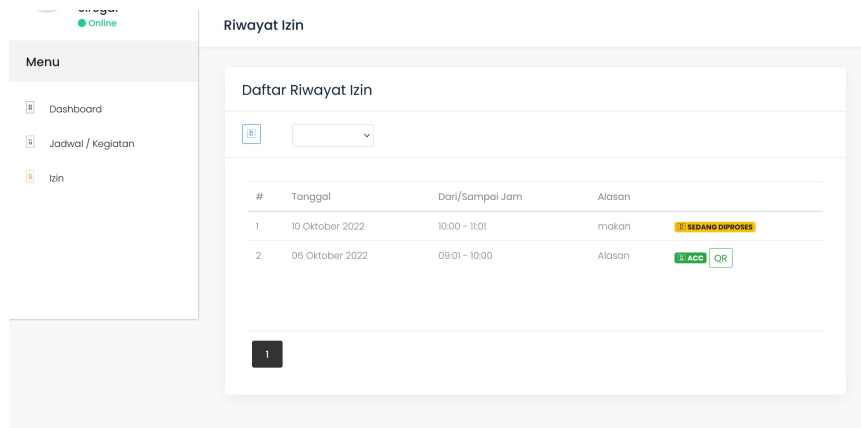 Online
Riwayat Izin
Menu
Dashboard
Jadwal / Kegiatan
Izin
Daftar Riwayat Izin
# Tanggal Dari/Sampai Jam Alasan
1 10 Oktober 2022 10:00 - 11:01 makan SEDANG DIPROSES
2 06 Oktober 2022 09:01 - 10:00 Alasan ACC QR
1